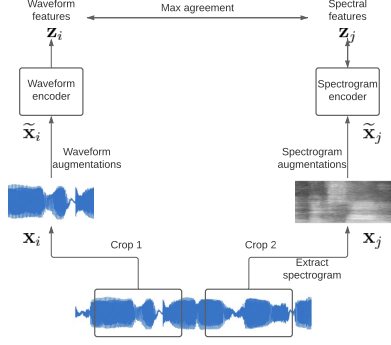 Waveform
features
Max agreement
Spectral
features
z_i
z_j
Waveform
encoder
Spectrogram
encoder
x̃_i
x̃_j
Waveform
augmentations
Spectrogram
augmentations
x_i
x_j
Crop 1
Crop 2
Extract
spectrogram